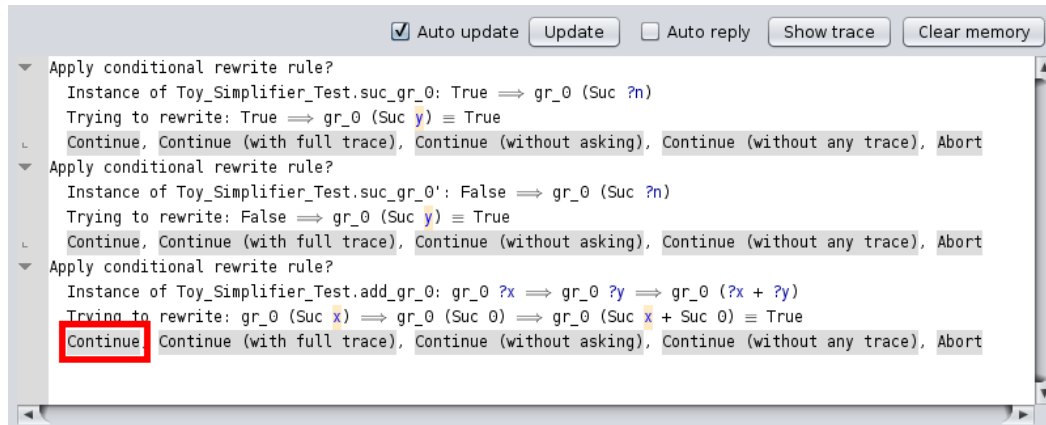 Auto update Update Auto reply Show trace Clear memory
Apply conditional rewrite rule?
Instance of Toy_Simplifier_Test.suc_gr_0: True ⟹ gr_0 (Suc ?n)
Trying to rewrite: True ⟹ gr_0 (Suc y) ≡ True
Continue, Continue (with full trace), Continue (without asking), Continue (without any trace), Abort
Apply conditional rewrite rule?
Instance of Toy_Simplifier_Test.suc_gr_0': False ⟹ gr_0 (Suc ?n)
Trying to rewrite: False ⟹ gr_0 (Suc y) ≡ True
Continue, Continue (with full trace), Continue (without asking), Continue (without any trace), Abort
Apply conditional rewrite rule?
Instance of Toy_Simplifier_Test.add_gr_0: gr_0 ?x ⟹ gr_0 ?y ⟹ gr_0 (?x + ?y)
Trying to rewrite: gr_0 (Suc x) ⟹ gr_0 (Suc 0) ⟹ gr_0 (Suc x + Suc 0) ≡ True
Continue, Continue (with full trace), Continue (without asking), Continue (without any trace), Abort